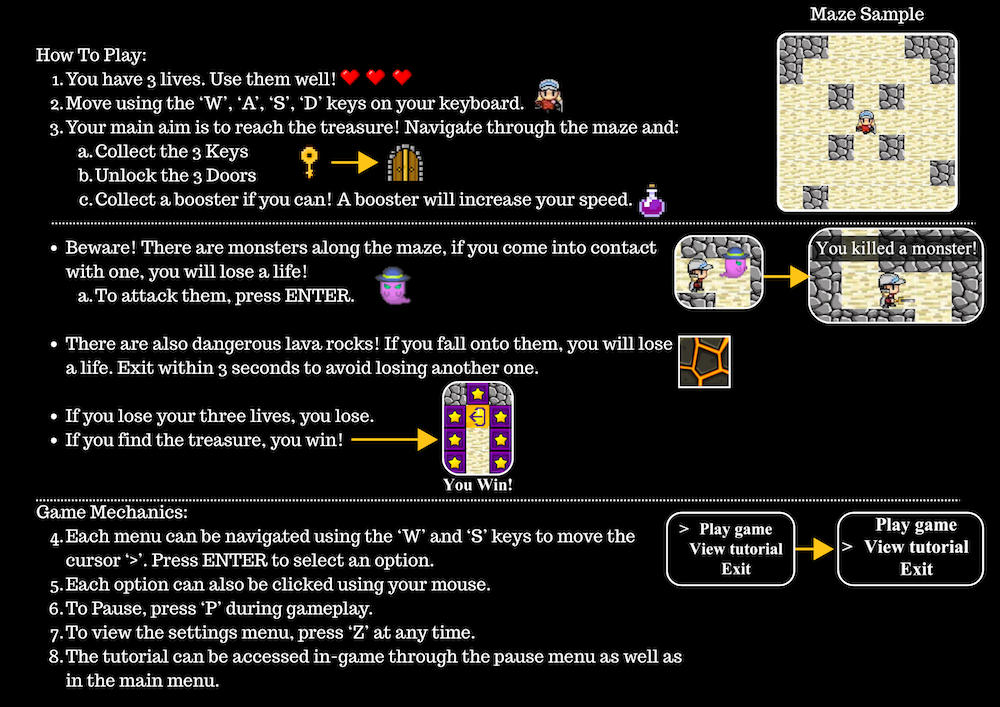 Maze Sample
How To Play:
1. You have 3 lives. Use them well!
2. Move using the ‘W’, ‘A’, ‘S’, ‘D’ keys on your keyboard.
3. Your main aim is to reach the treasure! Navigate through the maze and:
a. Collect the 3 Keys
b. Unlock the 3 Doors
c. Collect a booster if you can! A booster will increase your speed.
• Beware! There are monsters along the maze, if you come into contact
with one, you will lose a life!
a. To attack them, press ENTER.
You killed a monster!
• There are also dangerous lava rocks! If you fall onto them, you will lose
a life. Exit within 3 seconds to avoid losing another one.
• If you lose your three lives, you lose.
• If you find the treasure, you win!
You Win!
Game Mechanics:
4. Each menu can be navigated using the ‘W’ and ‘S’ keys to move the
cursor ‘>’. Press ENTER to select an option.
5. Each option can also be clicked using your mouse.
6. To Pause, press ‘P’ during gameplay.
7. To view the settings menu, press ‘Z’ at any time.
8. The tutorial can be accessed in-game through the pause menu as well as
in the main menu.
> Play game
View tutorial
Exit
Play game
> View tutorial
Exit